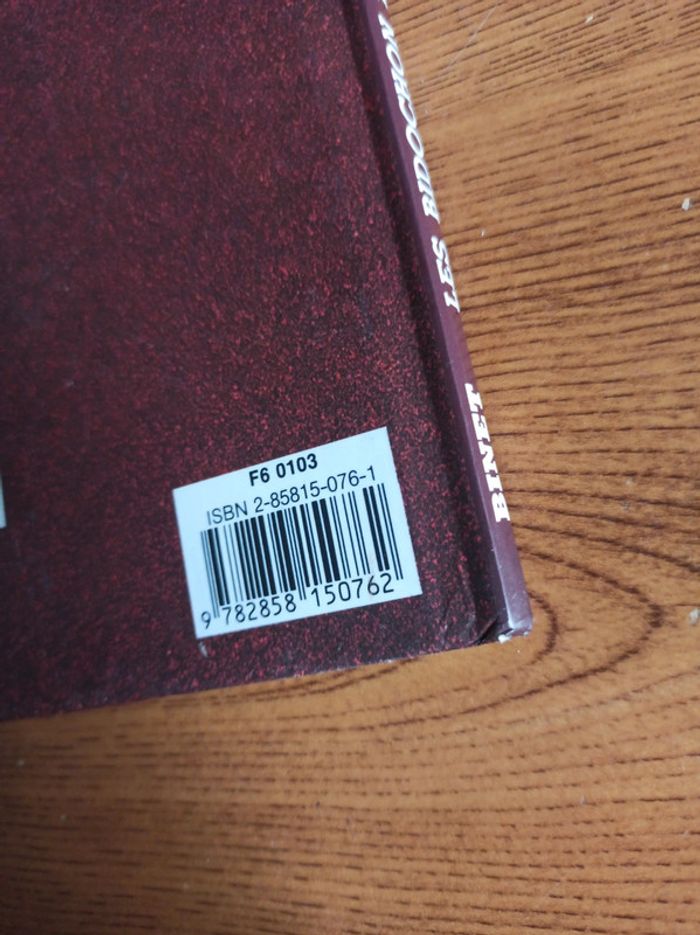 F6 0103
ISBN 2-85815-076-1
9 782858 150762
BINET LES BIDOCHON